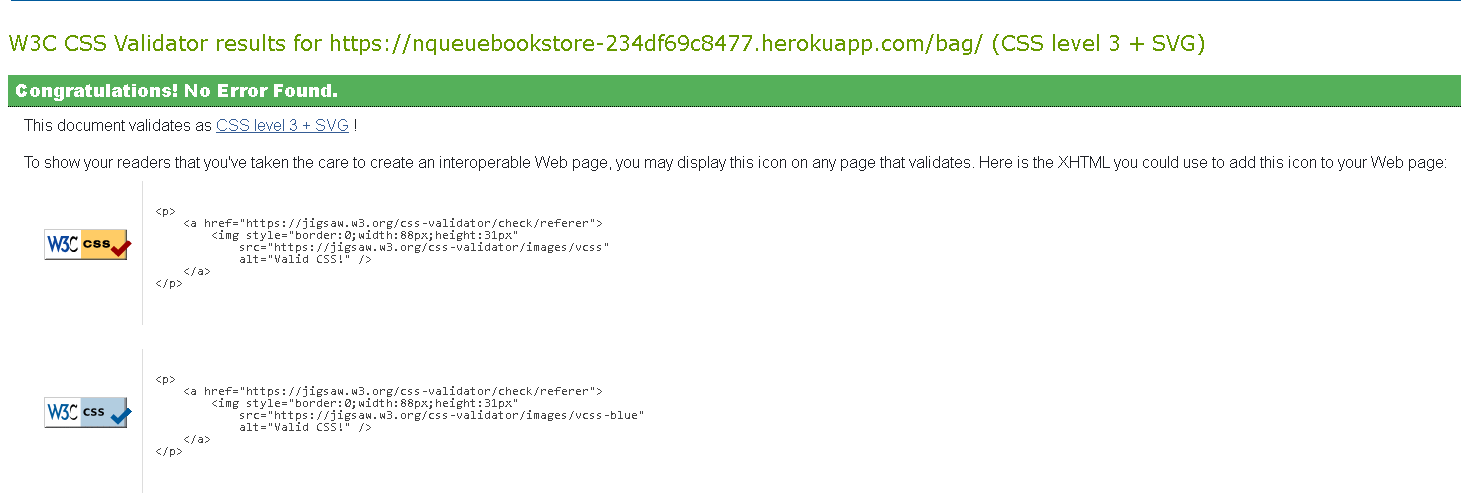 W3C CSS Validator results for https://nqueuebookstore-234df69c8477.herokuapp.com/bag/ (CSS level 3 + SVG)
Congratulations! No Error Found.
This document validates as CSS level 3 + SVG !
To show your readers that you've taken the care to create an interoperable Web page, you may display this icon on any page that validates. Here is the XHTML you could use to add this icon to your Web page:
W3C css
<p>
    <a href="https://jigsaw.w3.org/css-validator/check/referer">
        <img style="border:0;width:88px;height:31px"
            src="https://jigsaw.w3.org/css-validator/images/vcss"
            alt="Valid CSS!" />
    </a>
</p>
W3C css
<p>
    <a href="https://jigsaw.w3.org/css-validator/check/referer">
        <img style="border:0;width:88px;height:31px"
            src="https://jigsaw.w3.org/css-validator/images/vcss-blue"
            alt="Valid CSS!" />
    </a>
</p>